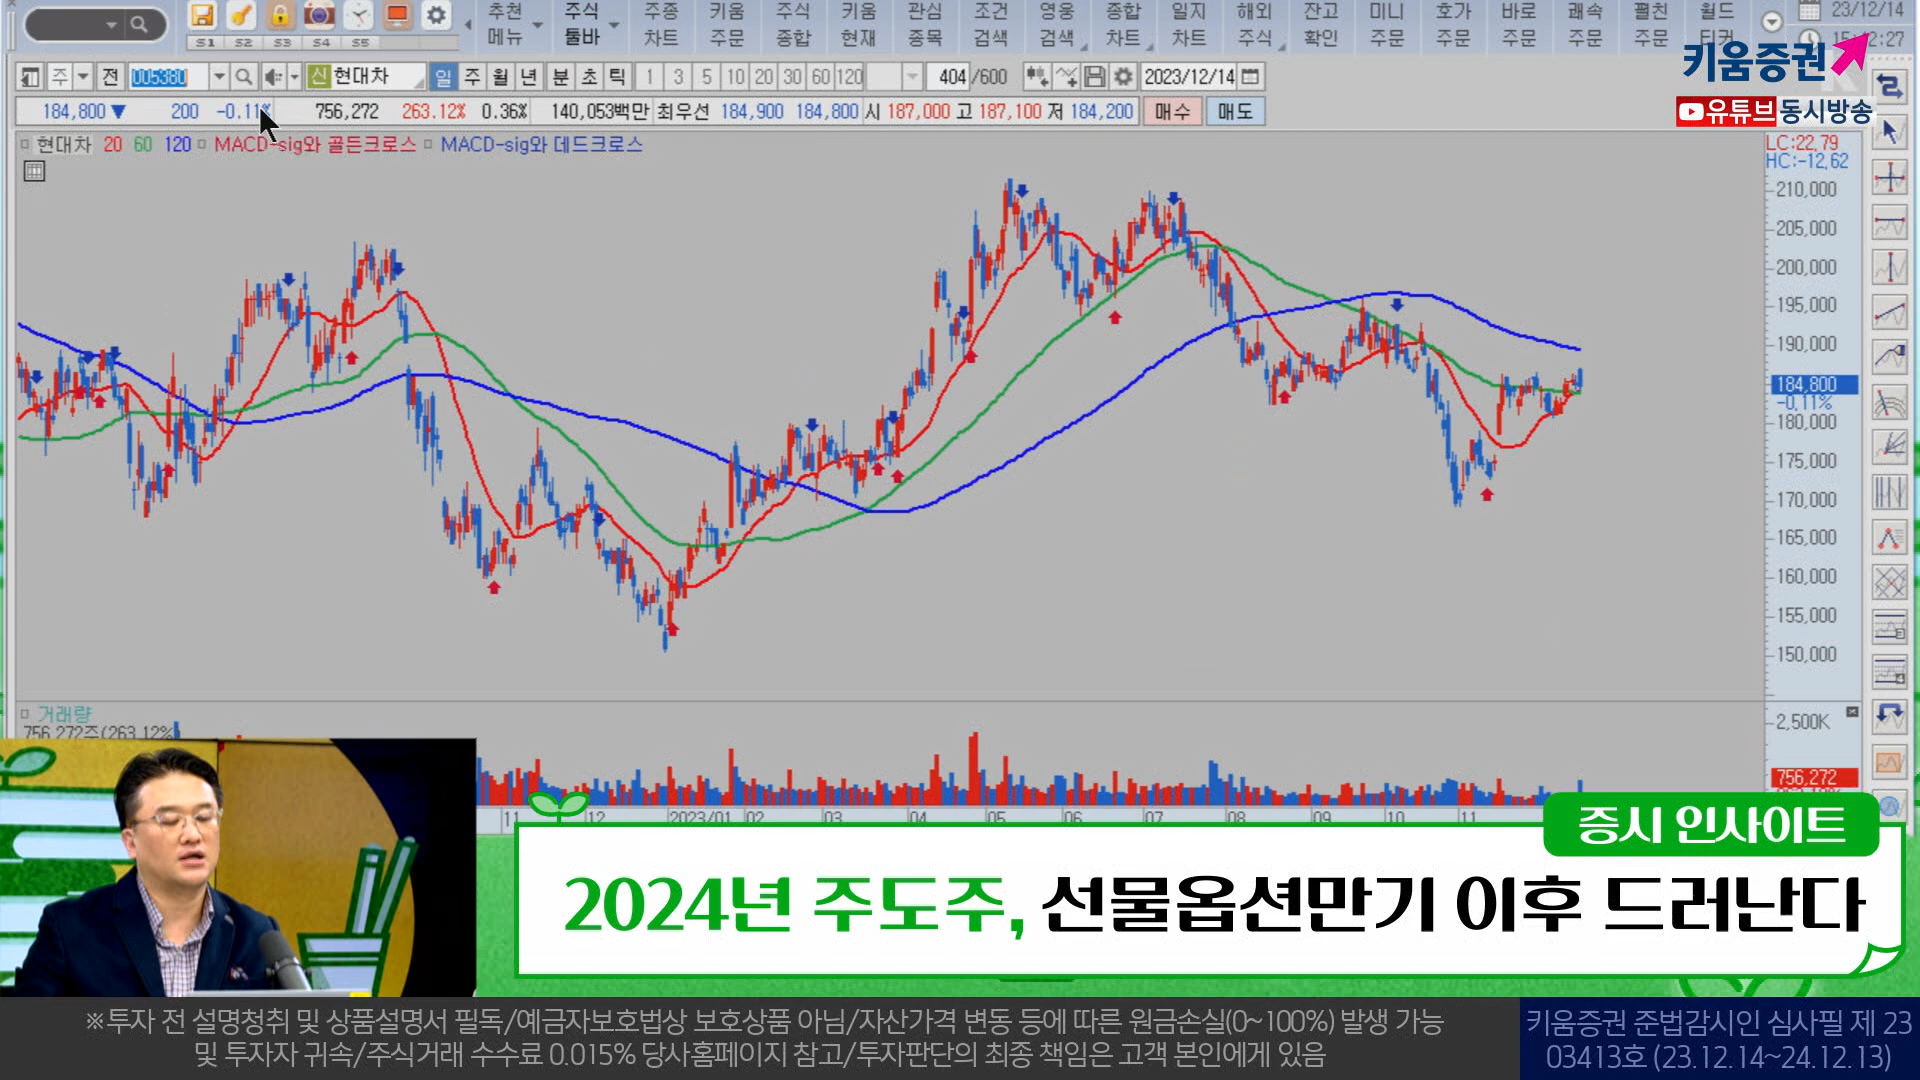 추천 주식 주종 키움 주식 키움 관심 조건 영웅 종합 일지 해외 잔고 미니 호가 바로 쾌속 펼친 월드 23/12/14
메뉴 툴바 차트 주문 종합 현재 종목 검색 검색 차트 차트 주식 확인 주문 주문 주문 주문 주문 티커
S1 S2 S3 S4 S5
키움증권
유튜브 동시방송
주 전 005380 신 현대차 일 주 월 년 분 초 틱 1 3 5 10 20 30 60 120 404 /600 2023/12/14
184,800 ▼ 200 -0.11% 756,272 263.12% 0.36% 140,053백만 최우선 184,900 184,800 시 187,000 고 187,100 저 184,200 매수 매도
현대차 20 60 120 MACD-sig와 골든크로스 MACD-sig와 데드크로스
LC:22,79
HC:-12,62
210,000
205,000
200,000
195,000
190,000
184,800
-0.11%
180,000
175,000
170,000
165,000
160,000
155,000
150,000
거래량
756,272주(263.12%
2,500K
756,272
11 12 2023/01 02 03 04 05 06 07 08 09 10 11
증시 인사이트
2024년 주도주, 선물옵션만기 이후 드러난다
※투자 전 설명청취 및 상품설명서 필독/예금자보호법상 보호상품 아님/자산가격 변동 등에 따른 원금손실(0~100%) 발생 가능
및 투자자 귀속/주식거래 수수료 0.015% 당사홈페이지 참고/투자판단의 최종 책임은 고객 본인에게 있음
키움증권 준법감시인 심사필 제 23
03413호 (23.12.14~24.12.13)